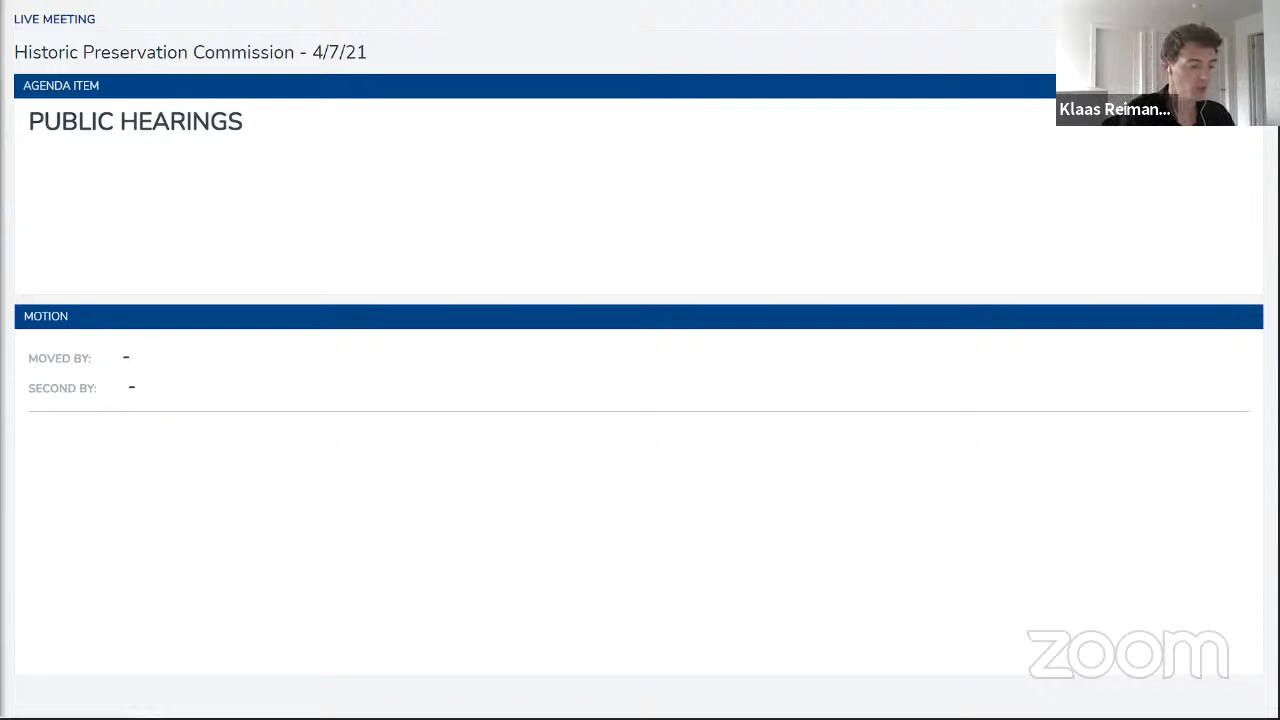 LIVE MEETING
Historic Preservation Commission - 4/7/21
AGENDA ITEM
PUBLIC HEARINGS
Klaas Reiman...
MOTION
MOVED BY: -
SECOND BY: -
zoom